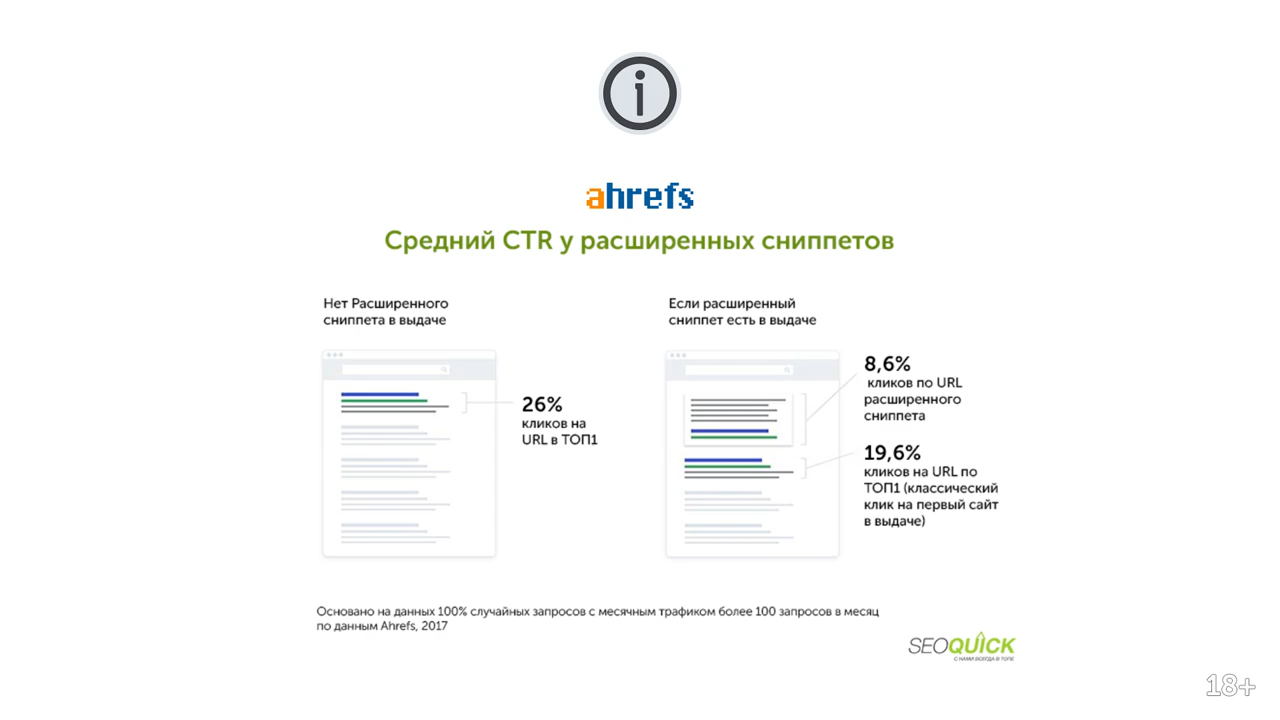 ahrefs
Средний CTR у расширенных сниппетов
Нет Расширенного
сниппета в выдаче
26%
кликов на
URL в ТОП1
Если расширенный
сниппет есть в выдаче
8,6%
кликов по URL
расширенного
сниппета
19,6%
кликов на URL по
ТОП1 (классический
клик на первый сайт
в выдаче)
Основано на данных 100% случайных запросов с месячным трафиком более 100 запросов в месяц
по данным Ahrefs, 2017
SEOQUICK
С НАМИ ВСЕГДА В ТОПЕ
18+